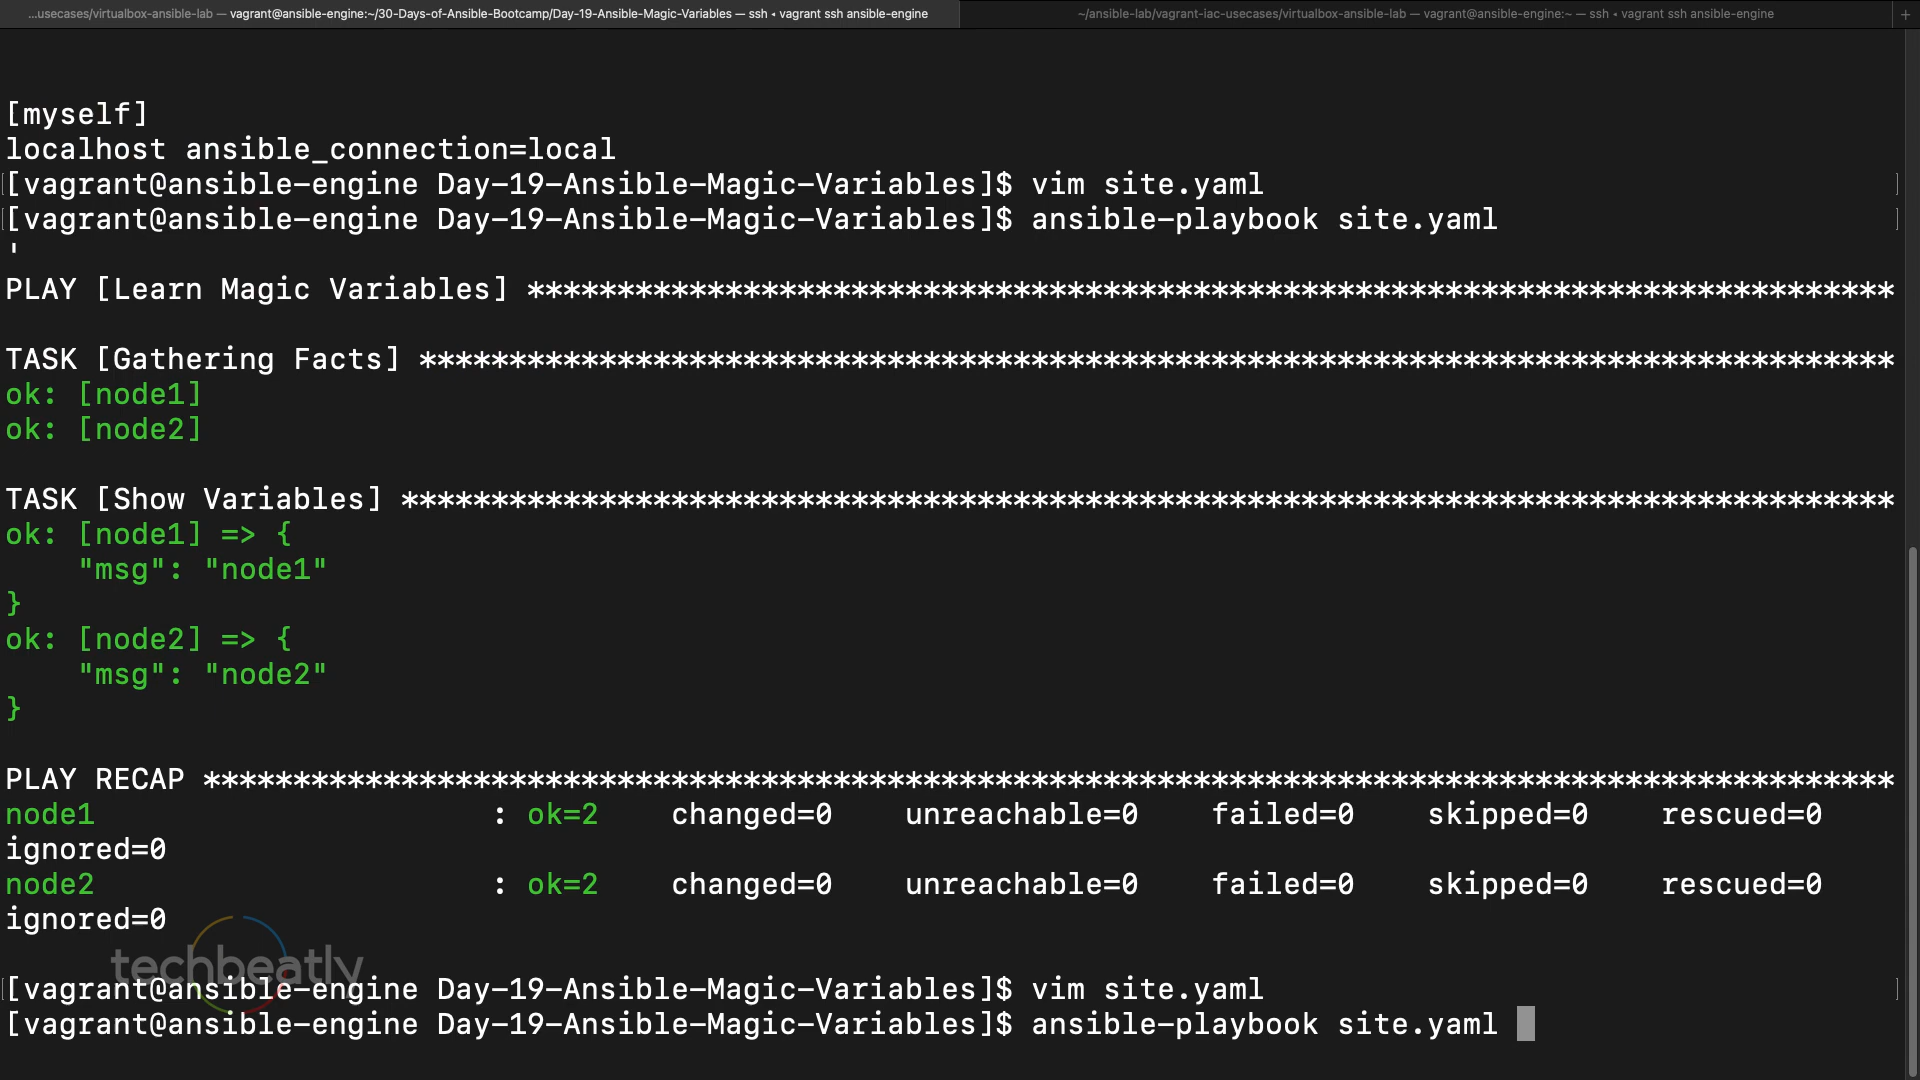 ...usecases/virtualbox-ansible-lab — vagrant@ansible-engine:~/30-Days-of-Ansible-Bootcamp/Day-19-Ansible-Magic-Variables — ssh ◂ vagrant ssh ansible-engine
~/ansible-lab/vagrant-iac-usecases/virtualbox-ansible-lab — vagrant@ansible-engine:~ — ssh ◂ vagrant ssh ansible-engine
+
[myself]
localhost ansible_connection=local
[[vagrant@ansible-engine Day-19-Ansible-Magic-Variables]$ vim site.yaml ]
[[vagrant@ansible-engine Day-19-Ansible-Magic-Variables]$ ansible-playbook site.yaml ]
'
PLAY [Learn Magic Variables] ****************************************************************************
TASK [Gathering Facts] **********************************************************************************
ok: [node1]
ok: [node2]
TASK [Show Variables] ***********************************************************************************
ok: [node1] => {
    "msg": "node1"
}
ok: [node2] => {
    "msg": "node2"
}
PLAY RECAP **********************************************************************************************
node1                      : ok=2    changed=0    unreachable=0    failed=0    skipped=0    rescued=0
ignored=0
node2                      : ok=2    changed=0    unreachable=0    failed=0    skipped=0    rescued=0
ignored=0
techbeatly
[[vagrant@ansible-engine Day-19-Ansible-Magic-Variables]$ vim site.yaml ]
[vagrant@ansible-engine Day-19-Ansible-Magic-Variables]$ ansible-playbook site.yaml